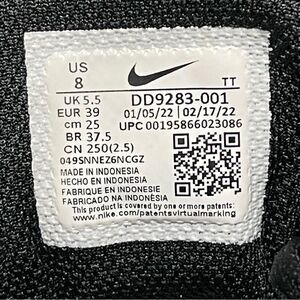 US
8
TT
UK 5.5
EUR 39
cm 25
BR 37.5
CN 250(2.5)
DD9283-001
01/05/22 | 02/17/22
UPC 00195866023086
049SNNEZ6NCGZ
MADE IN INDONESIA
HECHO EN INDONESIA
FABRIQUE EN INDONESIE
FABRICADO NA INDONÉSIA
This product is covered by one or more patents
www.nike.com/patentsvirtualmarking